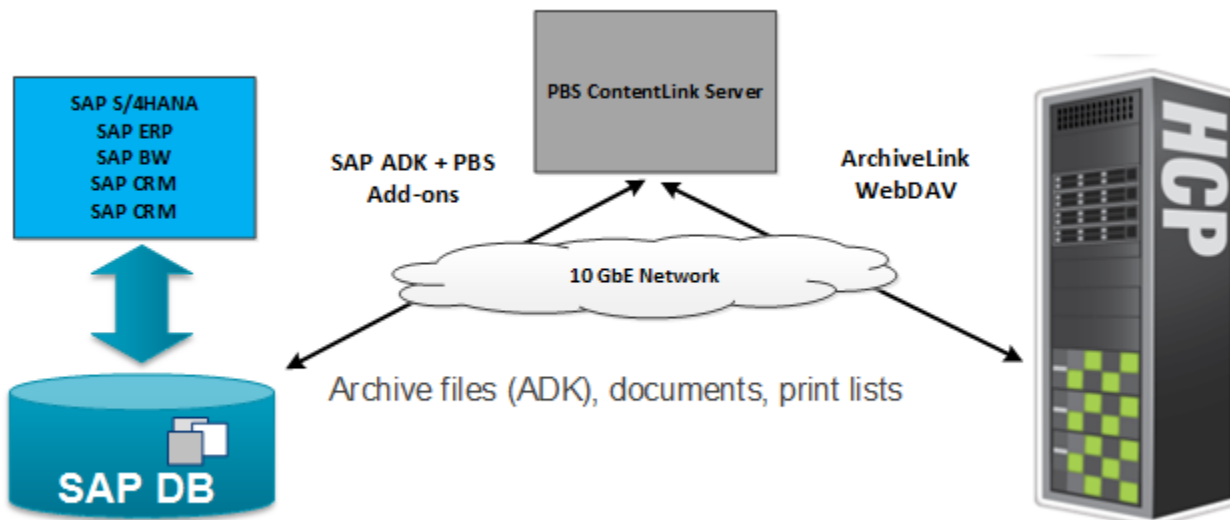 SAP S/4HANA
SAP ERP
SAP BW
SAP CRM
SAP CRM
SAP DB
SAP ADK + PBS
Add-ons
PBS ContentLink Server
10 GbE Network
ArchiveLink
WebDAV
Archive files (ADK), documents, print lists
HCP